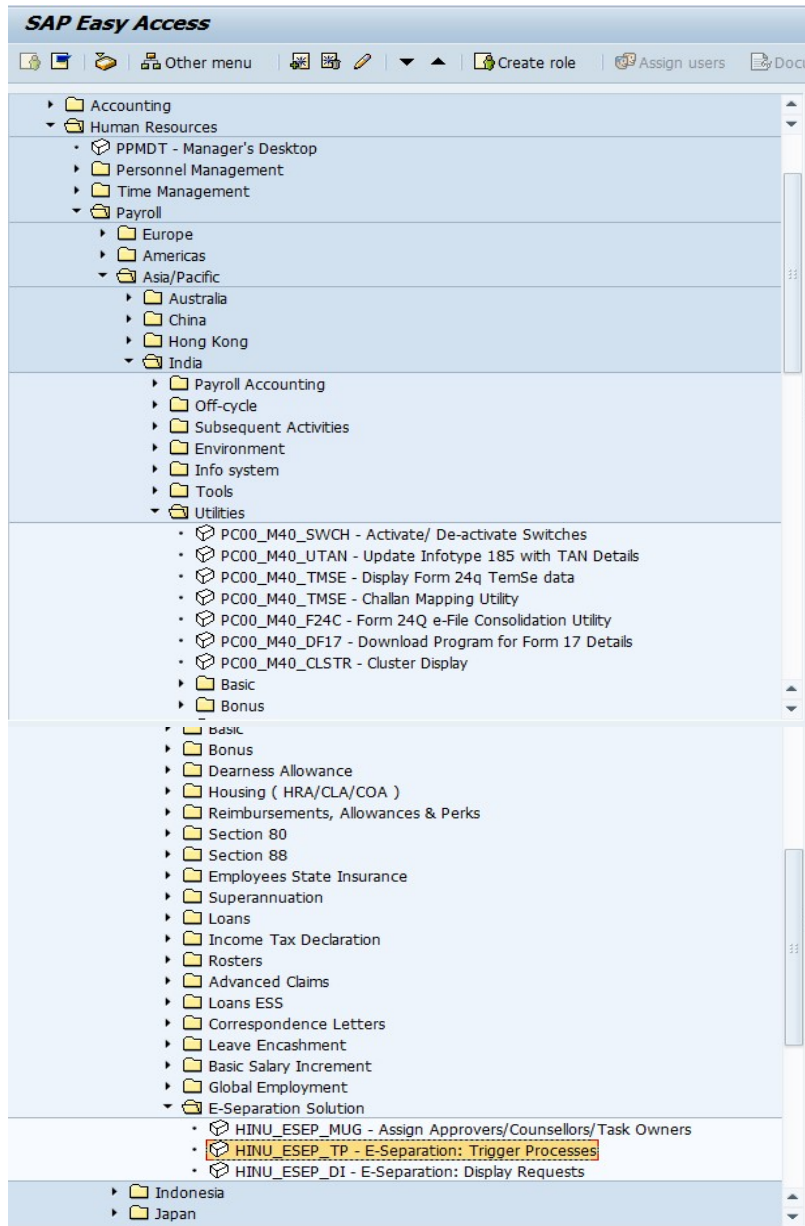 SAP Easy Access
Other menu Create role Assign users Docu
Accounting
Human Resources
PPMDT - Manager's Desktop
Personnel Management
Time Management
Payroll
Europe
Americas
Asia/Pacific
Australia
China
Hong Kong
India
Payroll Accounting
Off-cycle
Subsequent Activities
Environment
Info system
Tools
Utilities
PC00_M40_SWCH - Activate/ De-activate Switches
PC00_M40_UTAN - Update Infotype 185 with TAN Details
PC00_M40_TMSE - Display Form 24q TemSe data
PC00_M40_TMSE - Challan Mapping Utility
PC00_M40_F24C - Form 24Q e-File Consolidation Utility
PC00_M40_DF17 - Download Program for Form 17 Details
PC00_M40_CLSTR - Cluster Display
Basic
Bonus
Basic
Bonus
Dearness Allowance
Housing ( HRA/CLA/COA )
Reimbursements, Allowances & Perks
Section 80
Section 88
Employees State Insurance
Superannuation
Loans
Income Tax Declaration
Rosters
Advanced Claims
Loans ESS
Correspondence Letters
Leave Encashment
Basic Salary Increment
Global Employment
E-Separation Solution
HINU_ESEP_MUG - Assign Approvers/Counsellors/Task Owners
HINU_ESEP_TP - E-Separation: Trigger Processes
HINU_ESEP_DI - E-Separation: Display Requests
Indonesia
Japan